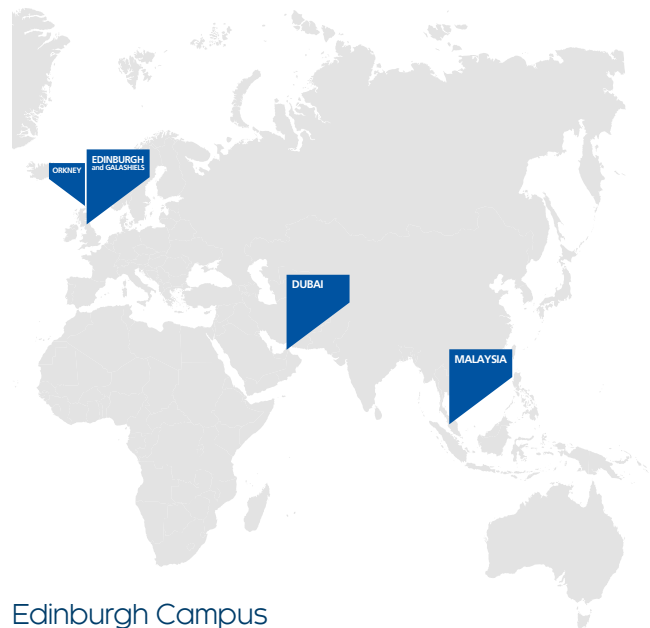 ORKNEY
EDINBURGH
and GALASHIELS
DUBAI
MALAYSIA
Edinburgh Campus